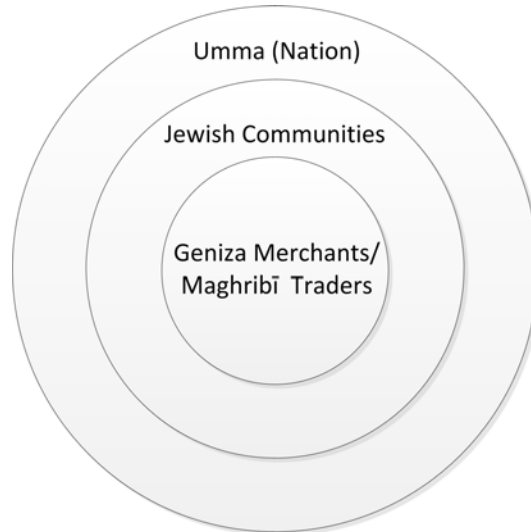 Umma (Nation)
Jewish Communities
Geniza Merchants/
Maghribī Traders